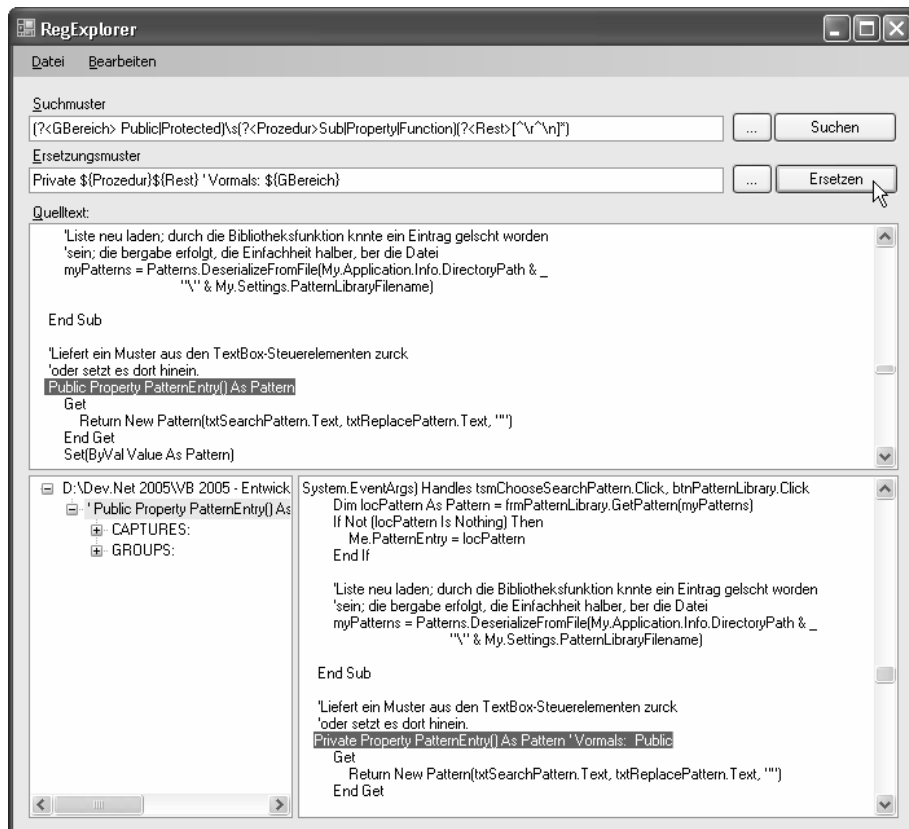 RegExplorer
Datei Bearbeiten
Suchmuster
(?<GBereich> Public|Protected)\s(?<Prozedur>Sub|Property|Function)(?<Rest>[^\r^\n]*)
... Suchen
Ersetzungsmuster
Private ${Prozedur}${Rest} ' Vormals: ${GBereich}
... Ersetzen
Quelltext:
'Liste neu laden; durch die Bibliotheksfunktion knnte ein Eintrag gelscht worden
'sein; die bergabe erfolgt, die Einfachheit halber, ber die Datei
myPatterns = Patterns.DeserializeFromFile(My.Application.Info.DirectoryPath & _
"\" & My.Settings.PatternLibraryFilename)
End Sub
'Liefert ein Muster aus den TextBox-Steuerelementen zurck
'oder setzt es dort hinein.
Public Property PatternEntry() As Pattern
Get
Return New Pattern(txtSearchPattern.Text, txtReplacePattern.Text, "")
End Get
Set(ByVal Value As Pattern)
D:\Dev.Net 2005\VB 2005 - Entwick
' Public Property PatternEntry() As
CAPTURES:
GROUPS:
System.EventArgs) Handles tsmChooseSearchPattern.Click, btnPatternLibrary.Click
Dim locPattern As Pattern = frmPatternLibrary.GetPattern(myPatterns)
If Not (locPattern Is Nothing) Then
Me.PatternEntry = locPattern
End If
'Liste neu laden; durch die Bibliotheksfunktion knnte ein Eintrag gelscht worden
'sein; die bergabe erfolgt, die Einfachheit halber, ber die Datei
myPatterns = Patterns.DeserializeFromFile(My.Application.Info.DirectoryPath & _
"\" & My.Settings.PatternLibraryFilename)
End Sub
'Liefert ein Muster aus den TextBox-Steuerelementen zurck
'oder setzt es dort hinein.
Private Property PatternEntry() As Pattern ' Vormals:  Public
Get
Return New Pattern(txtSearchPattern.Text, txtReplacePattern.Text, "")
End Get